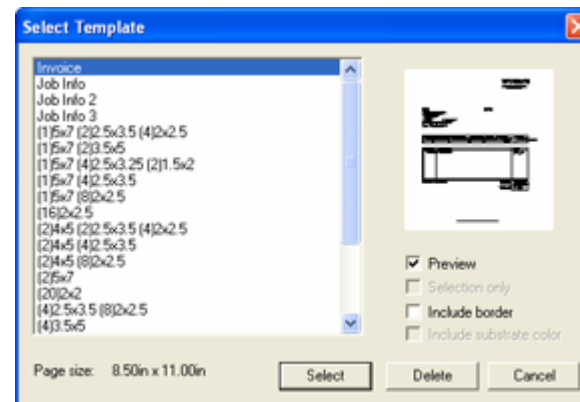 Select Template
Invoice
Job Info
Job Info 2
Job Info 3
(1)5x7 (2)2.5x3.5 (4)2x2.5
(1)5x7 (2)3.5x5
(1)5x7 (4)2.5x3.25 (2)1.5x2
(1)5x7 (4)2.5x3.5
(1)5x7 (8)2x2.5
(16)2x2.5
(2)4x5 (2)2.5x3.5 (4)2x2.5
(2)4x5 (4)2.5x3.5
(2)4x5 (8)2x2.5
(2)5x7
(20)2x2
(4)2.5x3.5 (8)2x2.5
(4)3.5x5
Preview
Selection only
Include border
Include substrate color
Page size: 8.50in x 11.00in
Select
Delete
Cancel